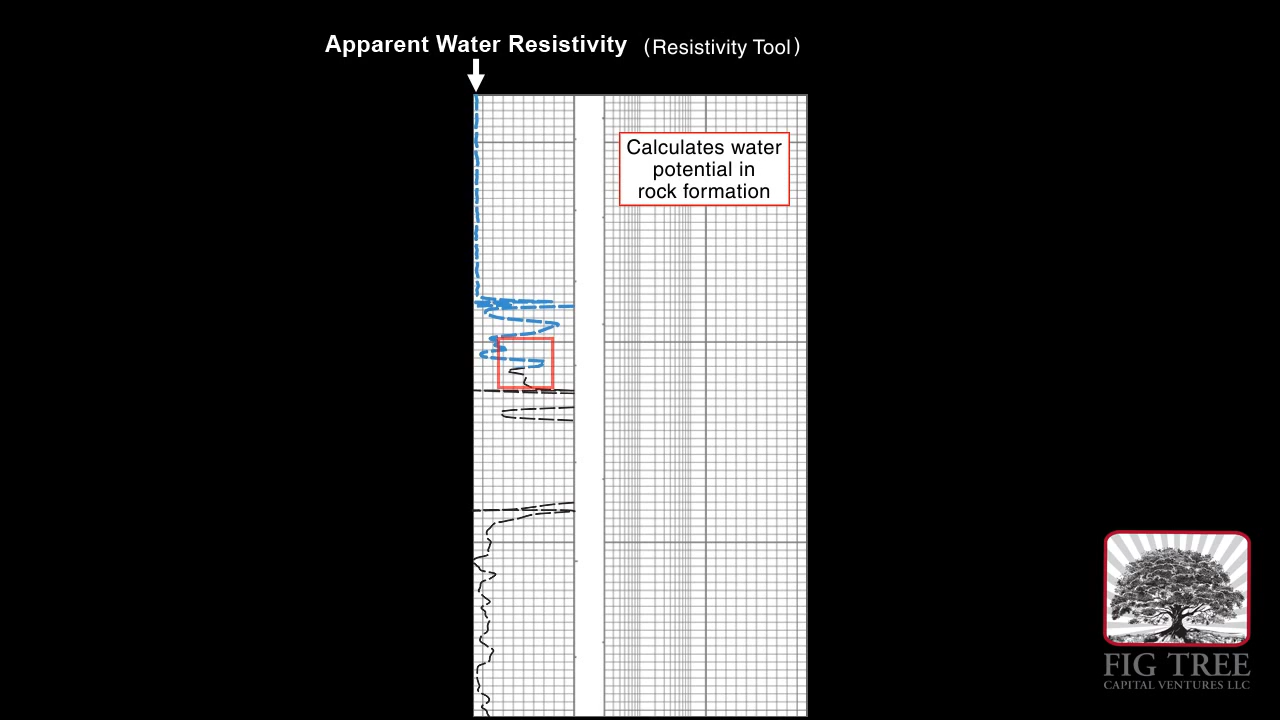 Apparent Water Resistivity (Resistivity Tool)
Calculates water
potential in
rock formation
FIG TREE
CAPITAL VENTURES LLC